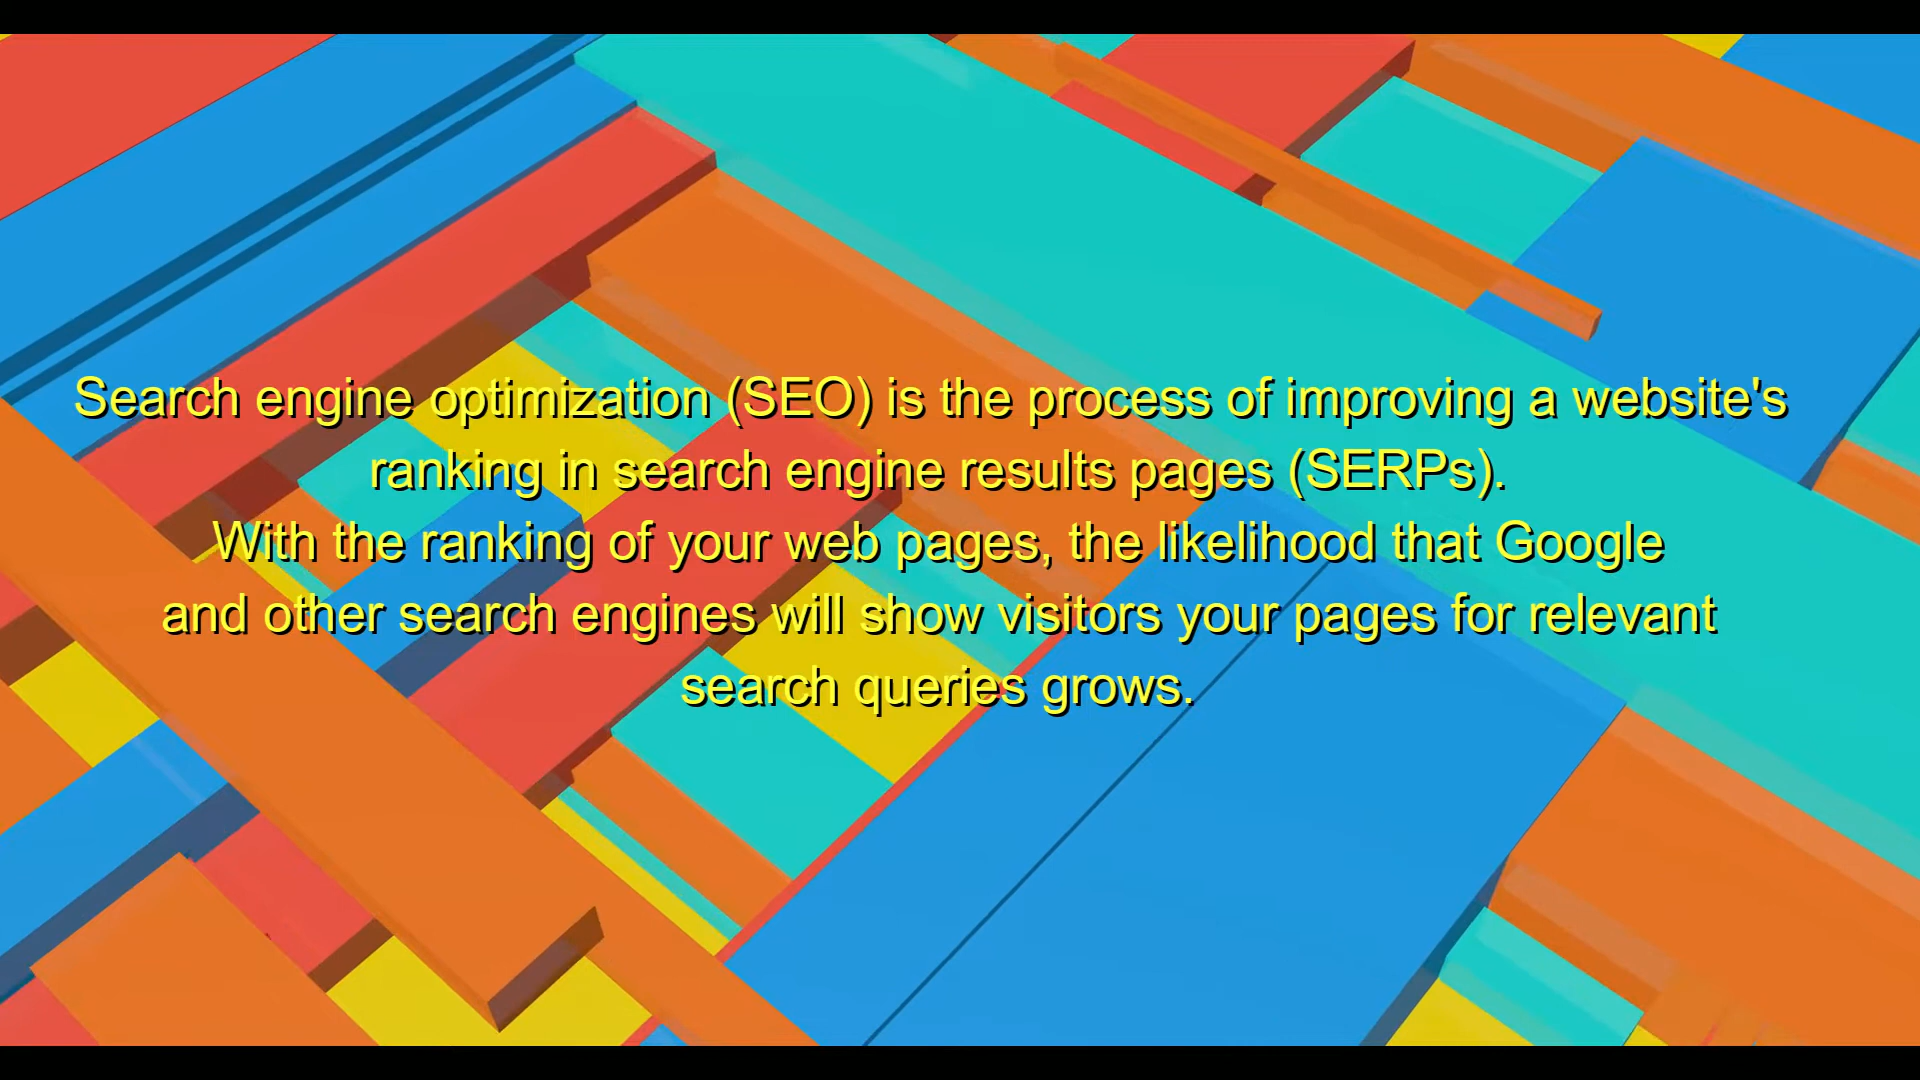 Search engine optimization (SEO) is the process of improving a website's
ranking in search engine results pages (SERPs).
With the ranking of your web pages, the likelihood that Google
and other search engines will show visitors your pages for relevant
search queries grows.